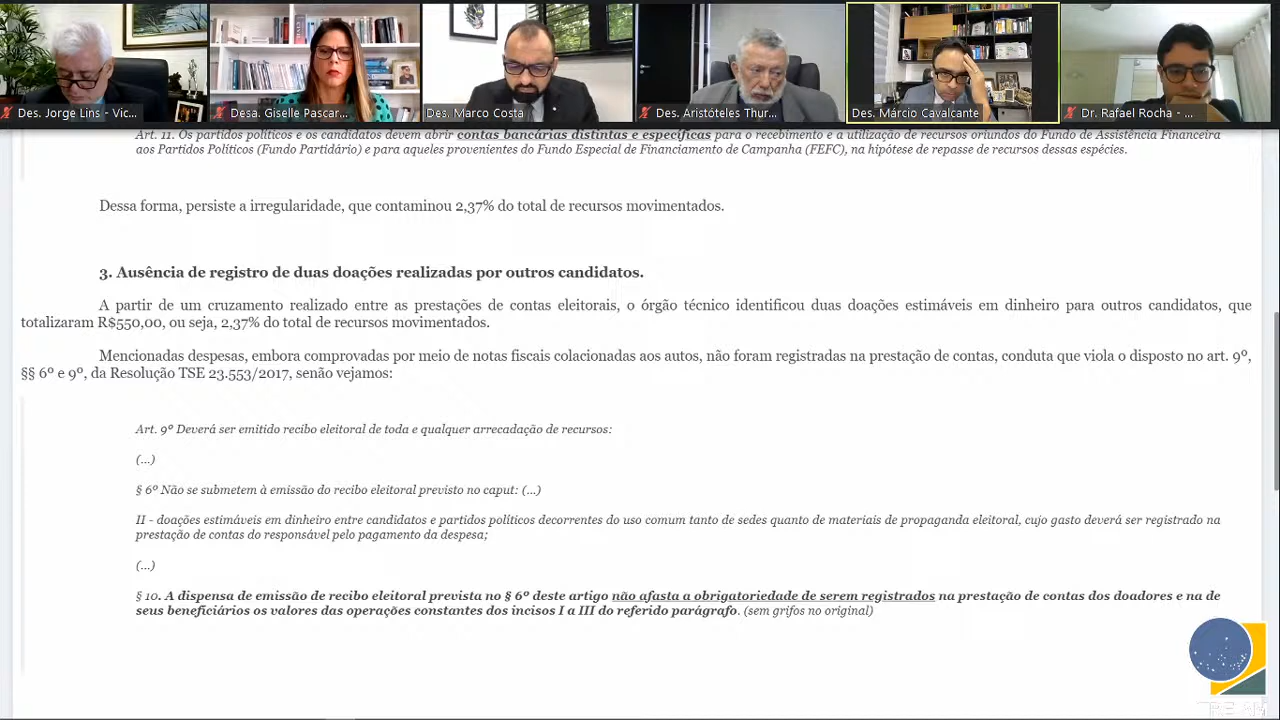 Des. Jorge Lins - Vic...
Desa. Giselle Pascar...
Des. Marco Costa
Des. Aristóteles Thur...
Des. Márcio Cavalcante
Dr. Rafael Rocha - ...
Art. 11. Os partidos políticos e os candidatos devem abrir contas bancárias distintas e específicas para o recebimento e a utilização de recursos oriundos do Fundo de Assistência Financeira
aos Partidos Políticos (Fundo Partidário) e para aqueles provenientes do Fundo Especial de Financiamento de Campanha (FEFC), na hipótese de repasse de recursos dessas espécies.
Dessa forma, persiste a irregularidade, que contaminou 2,37% do total de recursos movimentados.
3. Ausência de registro de duas doações realizadas por outros candidatos.
A partir de um cruzamento realizado entre as prestações de contas eleitorais, o órgão técnico identificou duas doações estimáveis em dinheiro para outros candidatos, que
totalizaram R$550,00, ou seja, 2,37% do total de recursos movimentados.
Mencionadas despesas, embora comprovadas por meio de notas fiscais colacionadas aos autos, não foram registradas na prestação de contas, conduta que viola o disposto no art. 9º,
§§ 6º e 9º, da Resolução TSE 23.553/2017, senão vejamos:
Art. 9º Deverá ser emitido recibo eleitoral de toda e qualquer arrecadação de recursos:
(...)
§ 6º Não se submetem à emissão do recibo eleitoral previsto no caput: (...)
II - doações estimáveis em dinheiro entre candidatos e partidos políticos decorrentes do uso comum tanto de sedes quanto de materiais de propaganda eleitoral, cujo gasto deverá ser registrado na
prestação de contas do responsável pelo pagamento da despesa;
(...)
§ 10. A dispensa de emissão de recibo eleitoral prevista no § 6º deste artigo não afasta a obrigatoriedade de serem registrados na prestação de contas dos doadores e na de
seus beneficiários os valores das operações constantes dos incisos I a III do referido parágrafo. (sem grifos no original)
TRE-AM